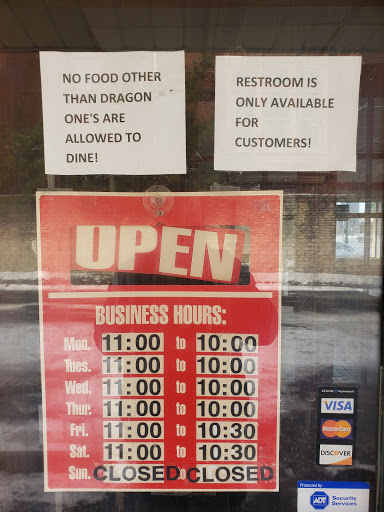 NO FOOD OTHER
THAN DRAGON
ONE'S ARE
ALLOWED TO
DINE!
RESTROOM IS
ONLY AVAILABLE
FOR
CUSTOMERS!
OPEN
BUSINESS HOURS:
Mon. 11:00 to 10:00
Tues. 11:00 to 10:00
Wed. 11:00 to 10:00
Thur. 11:00 to 10:00
Fri. 11:00 to 10:30
Sat. 11:00 to 10:30
Sun. CLOSED CLOSED
VISA
MasterCard
DISCOVER
Protected by
ADT Security
Services